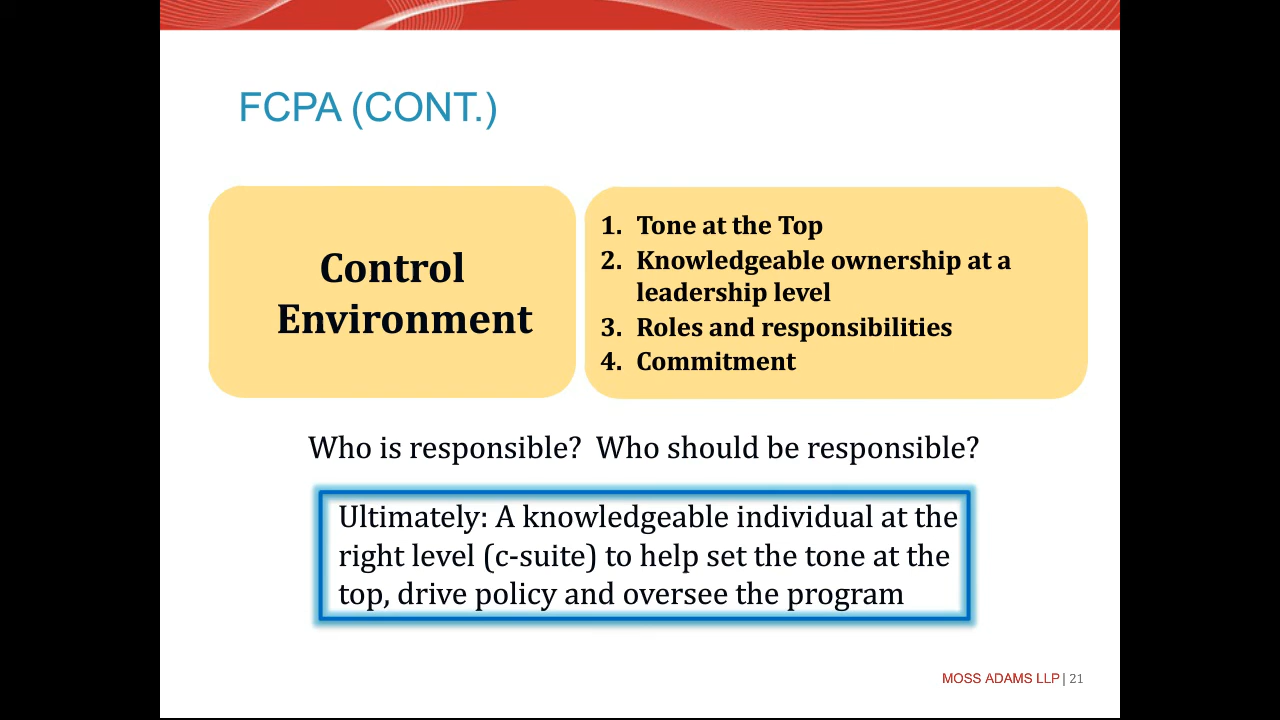 FCPA (CONT.)
Control
Environment
1. Tone at the Top
2. Knowledgeable ownership at a
leadership level
3. Roles and responsibilities
4. Commitment
Who is responsible? Who should be responsible?
Ultimately: A knowledgeable individual at the
right level (c-suite) to help set the tone at the
top, drive policy and oversee the program
MOSS ADAMS LLP | 21